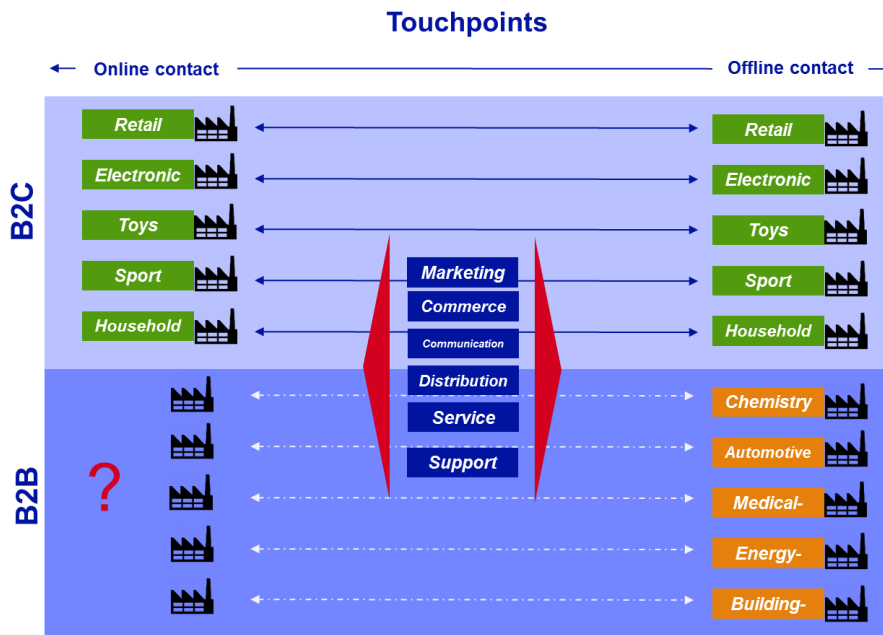 Touchpoints
Online contact
Offline contact
B2C
Retail
Retail
Electronic
Electronic
Toys
Toys
Marketing
Sport
Sport
Commerce
Household
Household
Communication
B2B
Distribution
Chemistry
Service
Automotive
Support
?
Medical-
Energy-
Building-